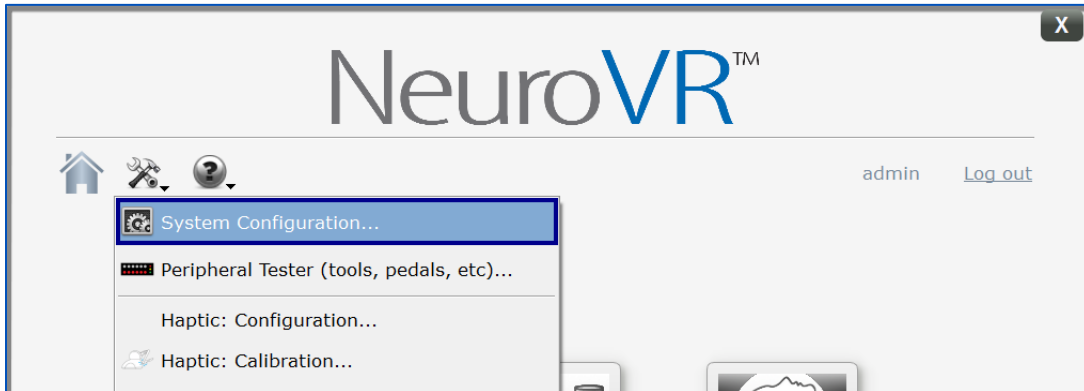 X
NeuroVR™
admin Log out
System Configuration...
Peripheral Tester (tools, pedals, etc)...
Haptic: Configuration...
Haptic: Calibration...